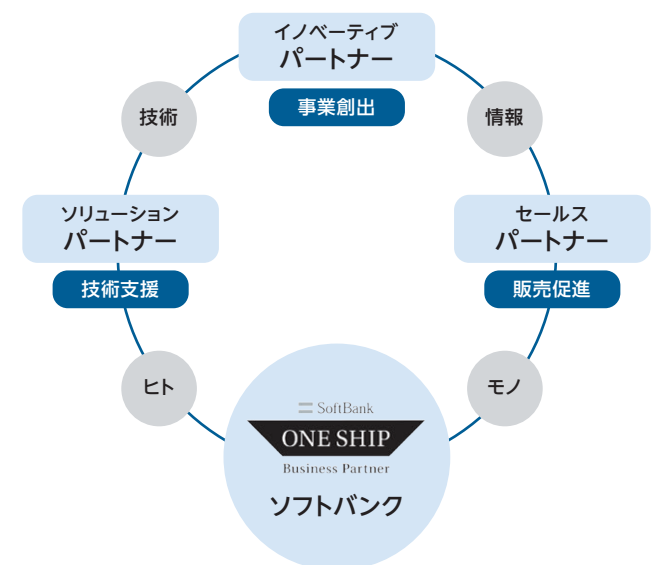 イノベーティブ
パートナー
事業創出
技術
情報
ソリューション
パートナー
技術支援
セールス
パートナー
販売促進
ヒト
モノ
SoftBank
ONE SHIP
Business Partner
ソフトバンク